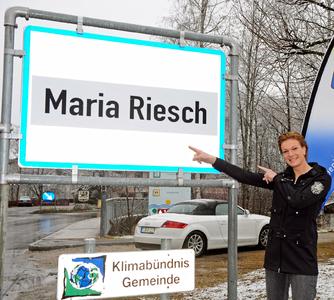 Maria Riesch
Klimabündnis
Gemeinde